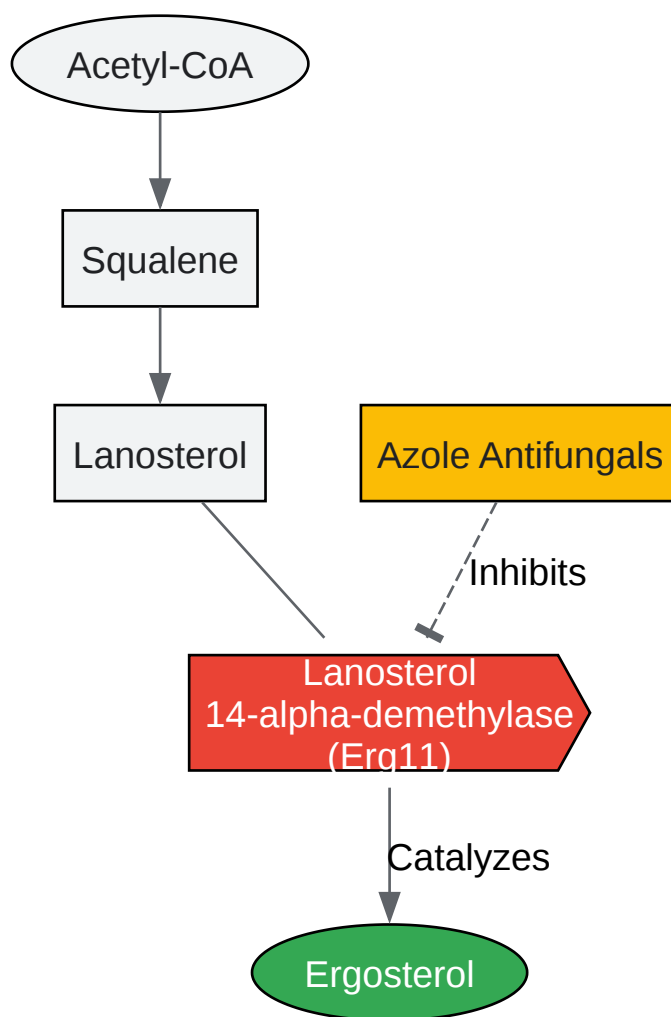 Acetyl-CoA
Squalene
Lanosterol
Azole Antifungals
Inhibits
Lanosterol
14-alpha-demethylase
(Erg11)
Catalyzes
Ergosterol